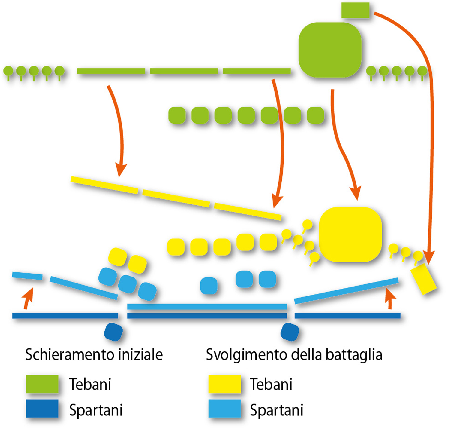 Schieramento iniziale
Tebani
Spartani
Svolgimento della battaglia
Tebani
Spartani